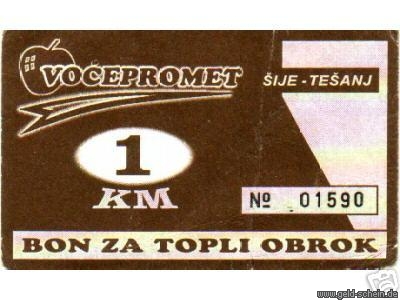 VOĆEPROMET
ŠIJE - TEŠANJ
1
KM
№ 01590
BON ZA TOPLI OBROK
www.geld-schein.de